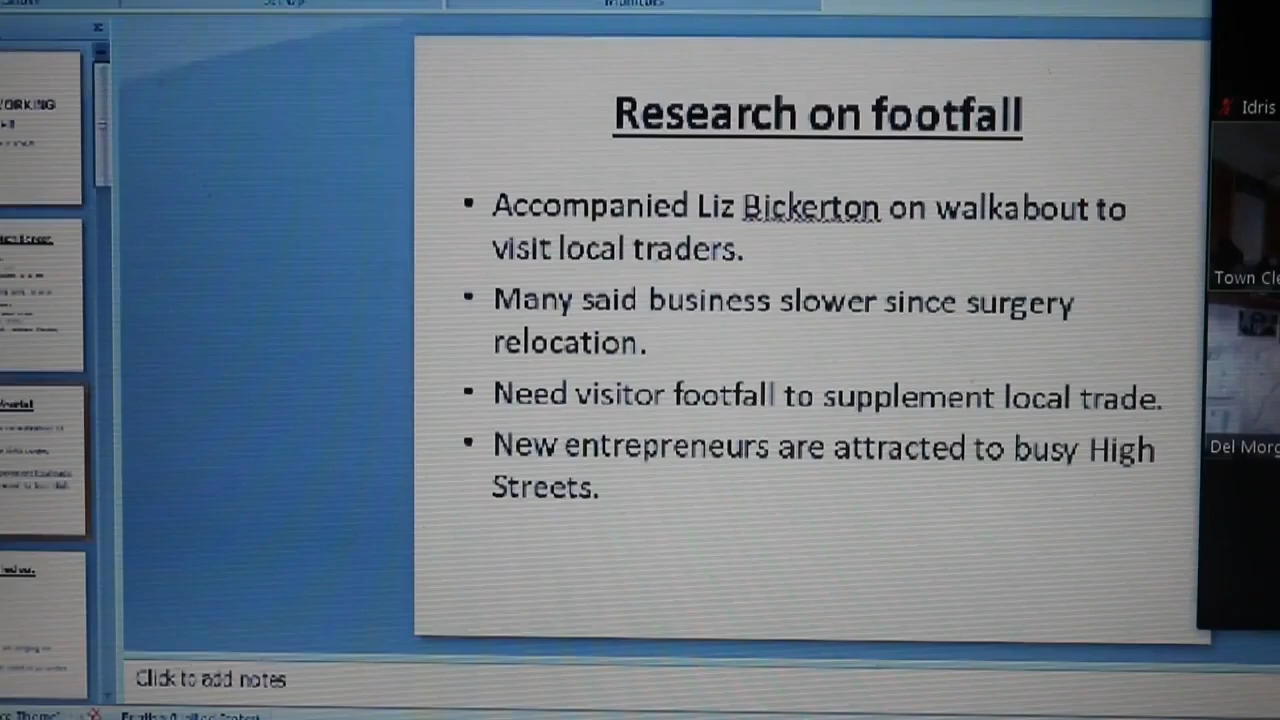 Research on footfall
Accompanied Liz Bickerton on walkabout to
visit local traders.
Many said business slower since surgery
relocation.
Need visitor footfall to supplement local trade.
New entrepreneurs are attracted to busy High
Streets.
Click to add notes
Idris
Town Cle
Del Morg